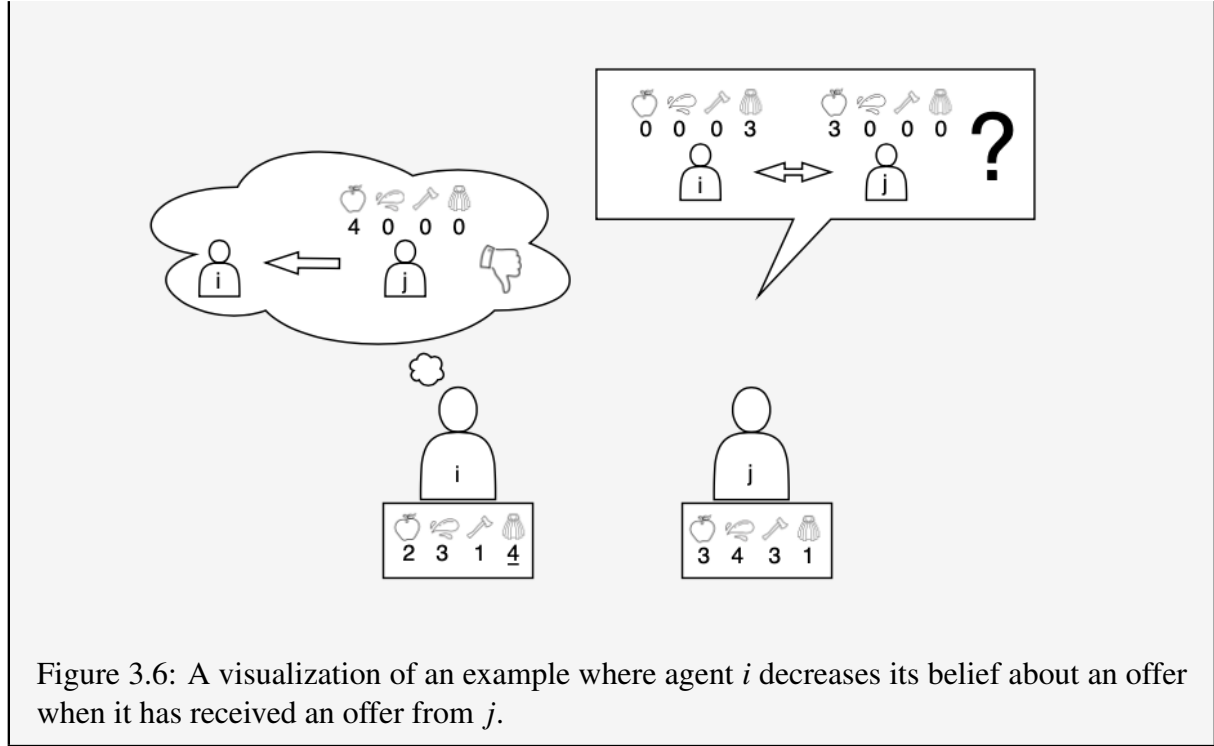 0 0 0 3 3 0 0 0 ?
i j
4 0 0 0
i j
i j
2 3 1 4 3 4 3 1
Figure 3.6: A visualization of an example where agent i decreases its belief about an offer
when it has received an offer from j.